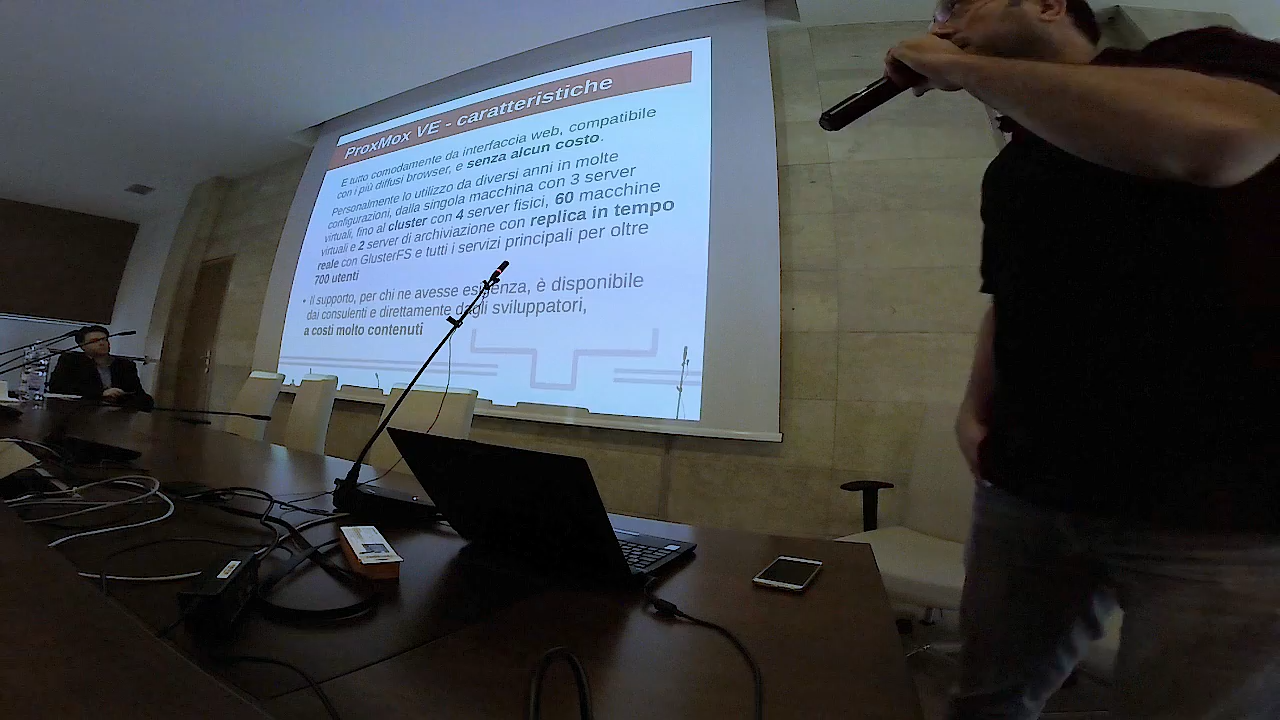 ProxMox VE - caratteristiche
E tutto comodamente da interfaccia web, compatibile
con i più diffusi browser, e senza alcun costo.
Personalmente lo utilizzo da diversi anni in molte
configurazioni, dalla singola macchina con 3 server
virtuali, fino al cluster con 4 server fisici, 60 macchine
virtuali e 2 server di archiviazione con replica in tempo
reale con GlusterFS e tutti i servizi principali per oltre
700 utenti
• Il supporto, per chi ne avesse esigenza, è disponibile
dai consulenti e direttamente dagli sviluppatori,
a costi molto contenuti